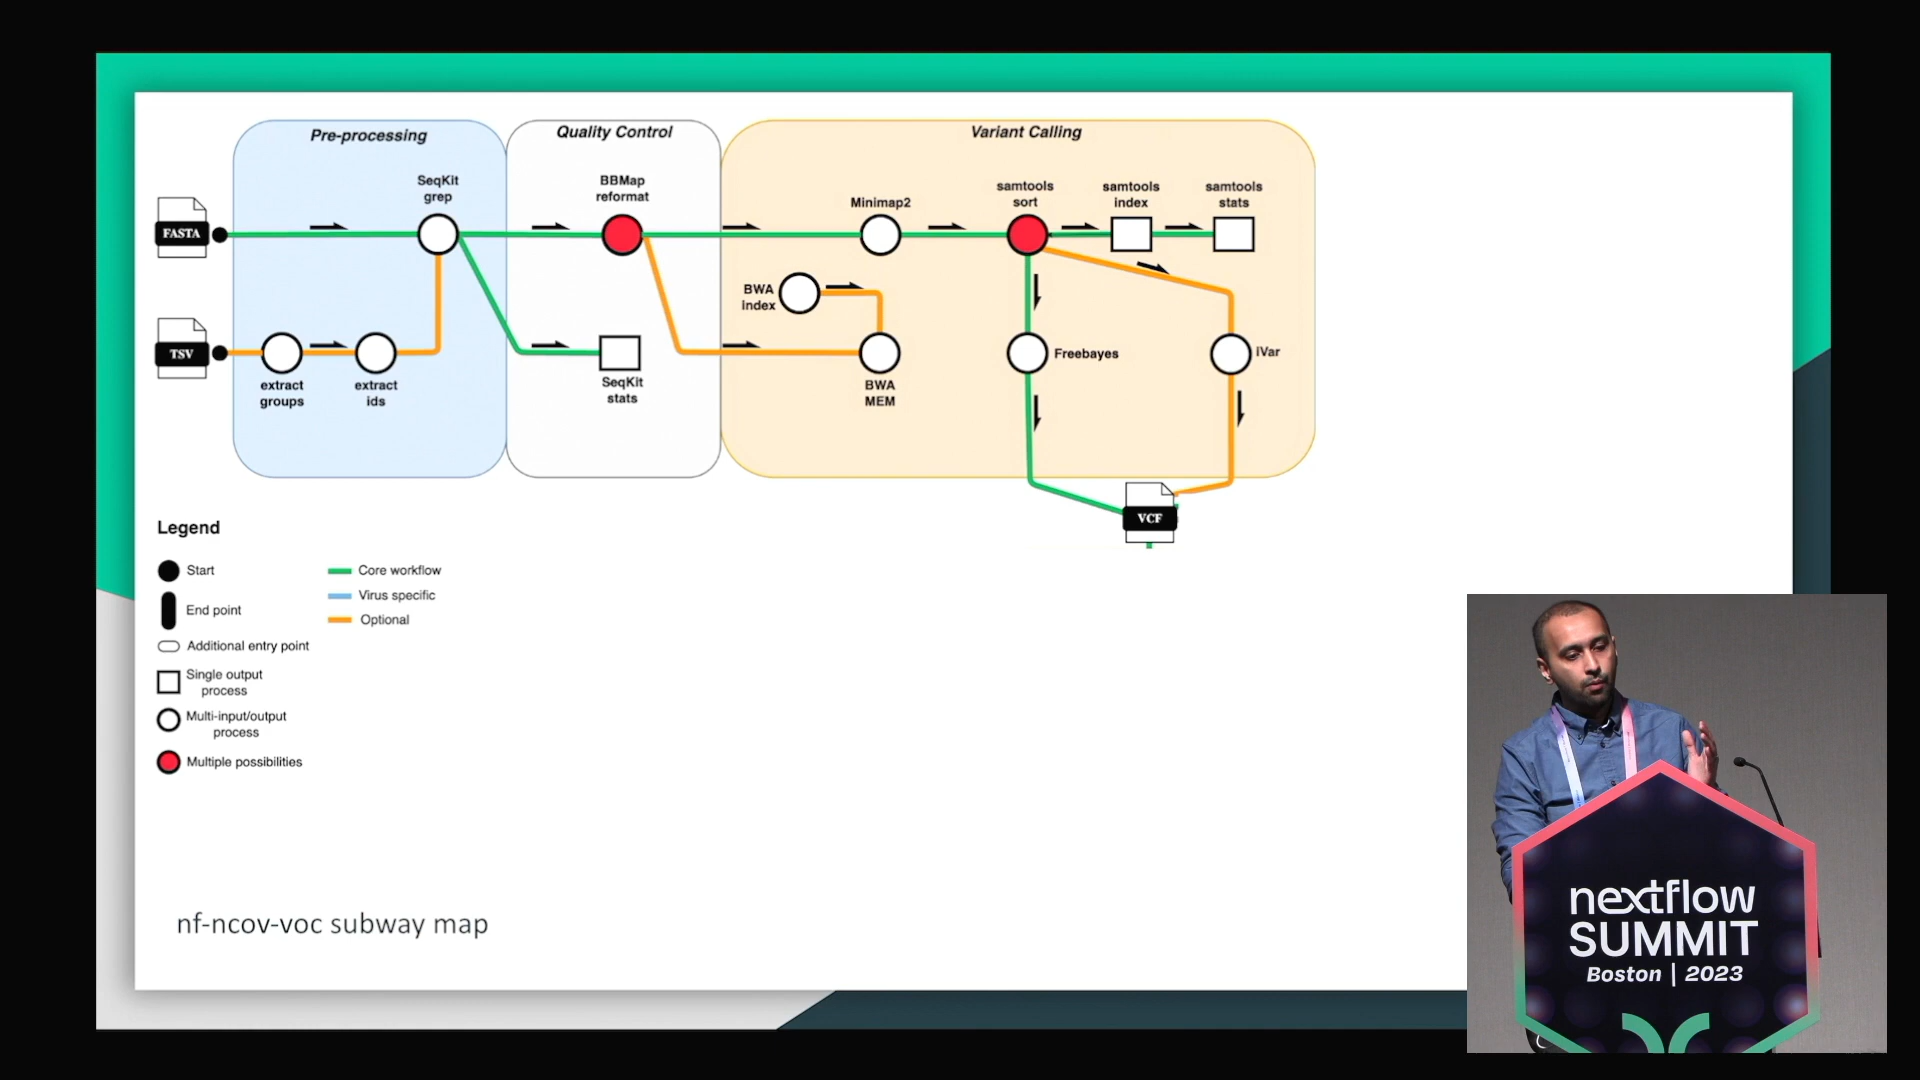 Pre-processing
Quality Control
Variant Calling
SeqKit
grep
BBMap
reformat
Minimap2
samtools
sort
samtools
index
samtools
stats
FASTA
BWA
index
TSV
extract
groups
extract
ids
SeqKit
stats
BWA
MEM
Freebayes
iVar
VCF
Legend
Start
End point
Additional entry point
Single output
process
Multi-input/output
process
Multiple possibilities
Core workflow
Virus specific
Optional
nf-ncov-voc subway map
nextflow
SUMMIT
Boston | 2023